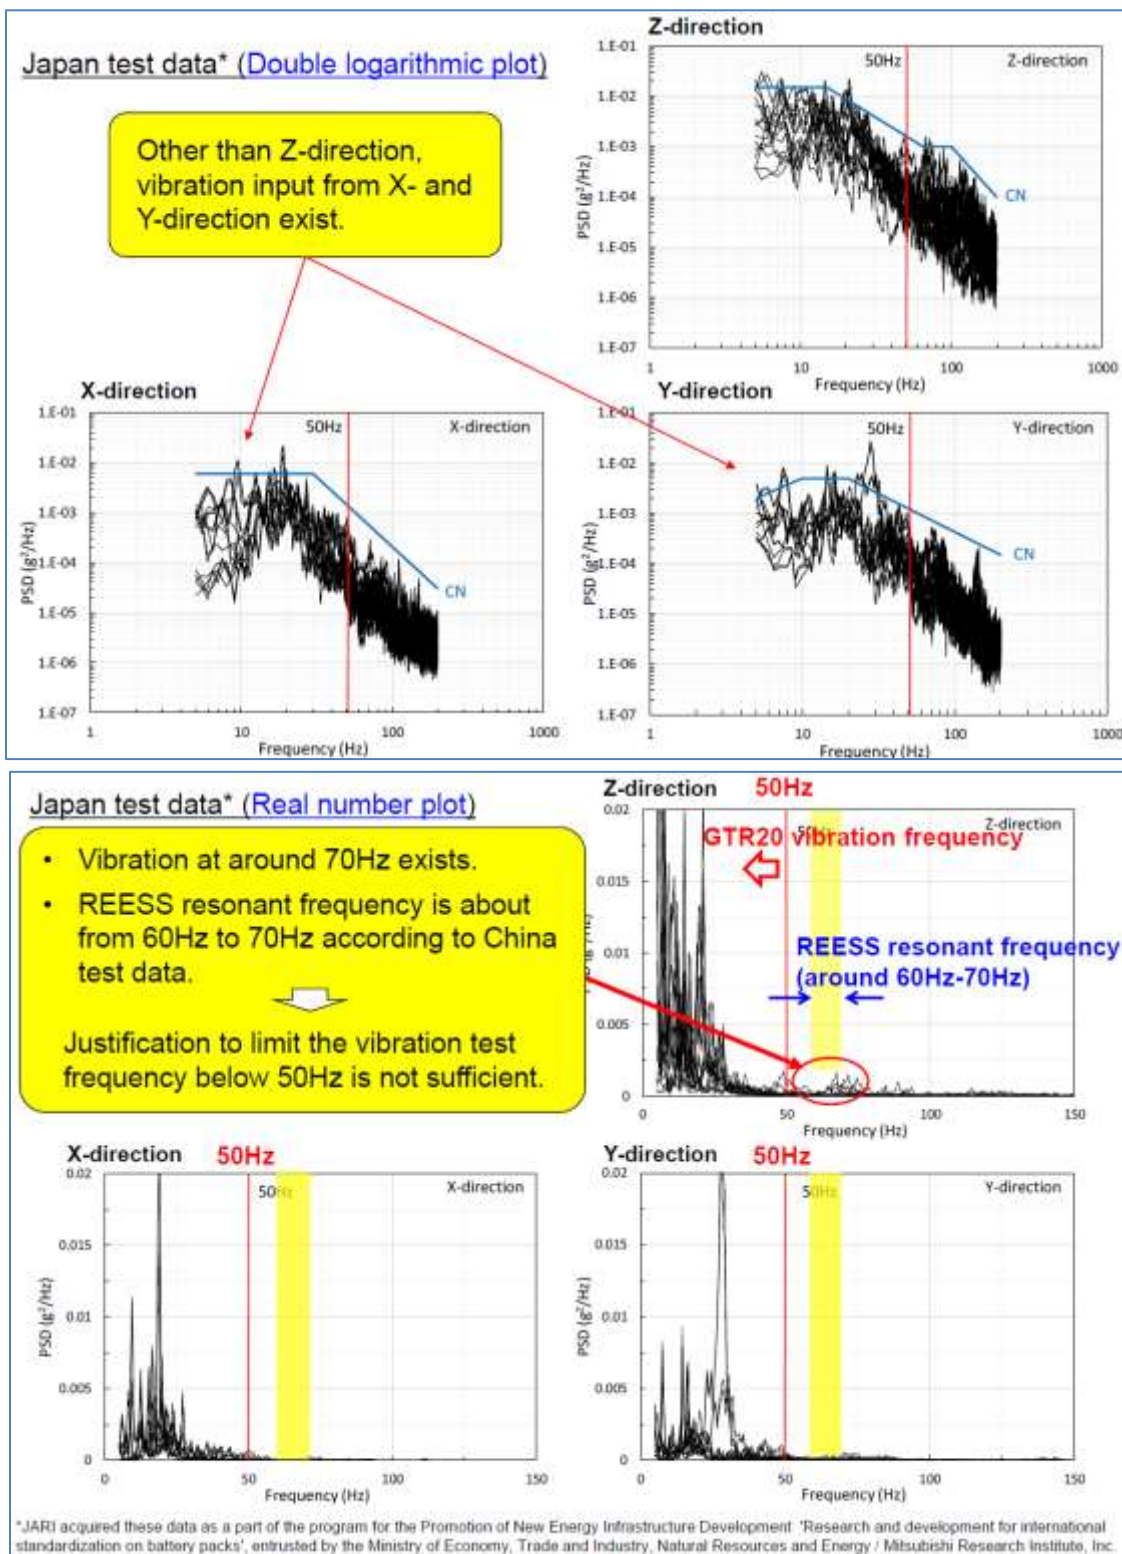 Japan test data* (Double logarithmic plot)
Other than Z-direction,
vibration input from X- and
Y-direction exist.
Z-direction
1.E-01
1.E-02
1.E-03
1.E-04
1.E-05
1.E-06
1.E-07
PSD (g²/Hz)
50Hz
Z-direction
CN
1
10
100
1000
Frequency (Hz)
X-direction
1.E-01
1.E-02
1.E-03
1.E-04
1.E-05
1.E-06
1.E-07
PSD (g²/Hz)
50Hz
X-direction
CN
1
10
100
1000
Frequency (Hz)
Y-direction
1.E-01
1.E-02
1.E-03
1.E-04
1.E-05
1.E-06
1.E-07
PSD (g²/Hz)
50Hz
Y-direction
CN
1
10
100
1000
Frequency (Hz)
Japan test data* (Real number plot)
• Vibration at around 70Hz exists.
• REESS resonant frequency is about
from 60Hz to 70Hz according to China
test data.
Justification to limit the vibration test
frequency below 50Hz is not sufficient.
Z-direction
50Hz
0.02
0.015
0.01
0.005
0
50Hz
Z-direction
GTR20 vibration frequency
REESS resonant frequency
(around 60Hz-70Hz)
0
50
100
150
Frequency (Hz)
X-direction
50Hz
0.02
0.015
0.01
0.005
0
PSD (g²/Hz)
50Hz
X-direction
0
50
100
150
Frequency (Hz)
Y-direction
50Hz
0.02
0.015
0.01
0.005
0
PSD (g²/Hz)
50Hz
Y-direction
0
50
100
150
Frequency (Hz)
*JARI acquired these data as a part of the program for the Promotion of New Energy Infrastructure Development 'Research and development for international
standardization on battery packs', entrusted by the Ministry of Economy, Trade and Industry, Natural Resources and Energy / Mitsubishi Research Institute, Inc.